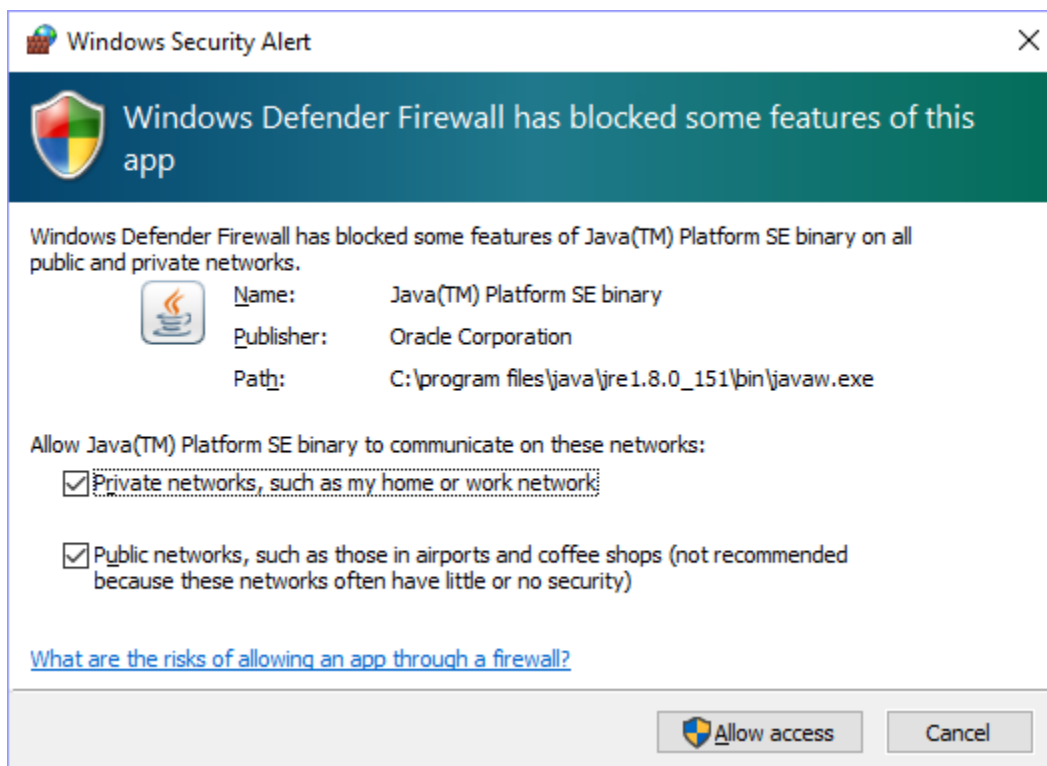 Windows Security Alert
Windows Defender Firewall has blocked some features of this
app
Windows Defender Firewall has blocked some features of Java(TM) Platform SE binary on all
public and private networks.
Name: Java(TM) Platform SE binary
Publisher: Oracle Corporation
Path: C:\program files\java\jre1.8.0_151\bin\javaw.exe
Allow Java(TM) Platform SE binary to communicate on these networks:
Private networks, such as my home or work network
Public networks, such as those in airports and coffee shops (not recommended
because these networks often have little or no security)
What are the risks of allowing an app through a firewall?
Allow access Cancel